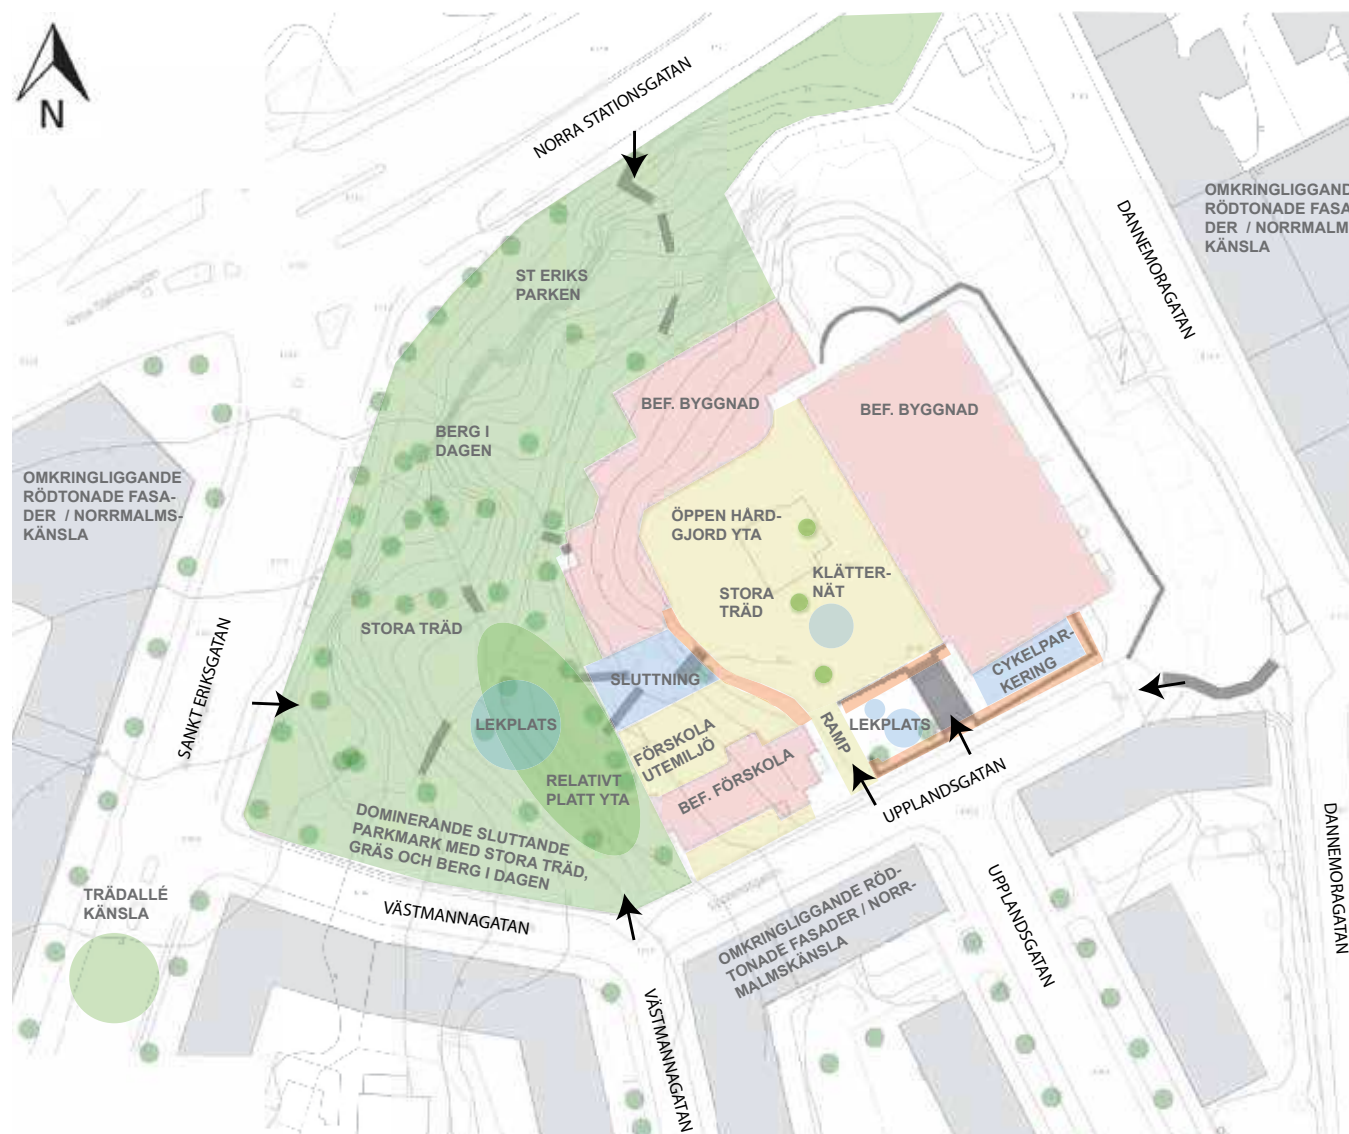 N
NORRA STATIONSGATAN
OMKRINGLIGGAND
RÖDTONADE FASA
DER / NORRMALM
KÄNSLA
DANNEMORAGATAN
ST ERIKS
PARKEN
BEF. BYGGNAD
BEF. BYGGNAD
BERG I
DAGEN
OMKRINGLIGGANDE
RÖDTONADE FASA-
DER / NORRMALMS-
KÄNSLA
ÖPPEN HÅRD-
GJORD YTA
KLÄTTER-
NÄT
STORA
TRÄD
STORA TRÄD
SANKT ERIKSGATAN
SLUTTNING
CYKELPAR-
KERING
LEKPLATS
LEKPLATS
RAMP
FÖRSKOLA
UTEMILJÖ
BEF. FÖRSKOLA
RELATIVT
PLATT YTA
UPPLANDSGATAN
DOMINERANDE SLUTTANDE
PARKMARK MED STORA TRÄD,
GRÄS OCH BERG I DAGEN
TRÄDALLÉ
KÄNSLA
VÄSTMANNAGATAN
OMKRINGLIGGANDE RÖD-
TONADE FASADER / NORR-
MALMSKÄNSLA
UPPLANDSGATAN
DANNEMORAGATAN
VÄSTMANNAGATAN